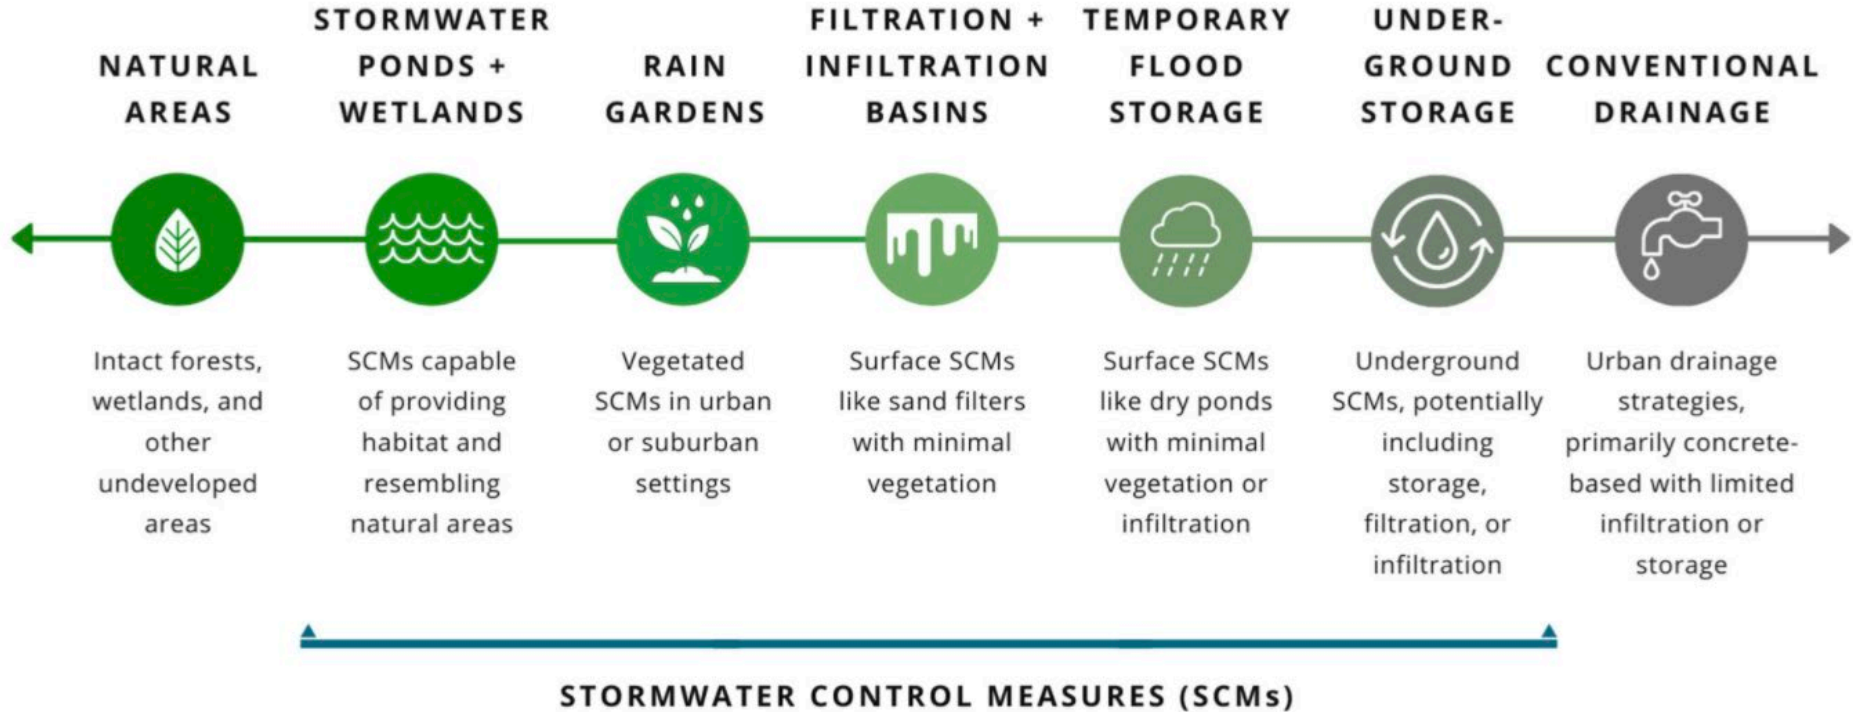 NATURAL
AREAS
STORMWATER
PONDS +
WETLANDS
RAIN
GARDENS
FILTRATION +
INFILTRATION
BASINS
TEMPORARY
FLOOD
STORAGE
UNDER-
GROUND
STORAGE
CONVENTIONAL
DRAINAGE
Intact forests,
wetlands, and
other
undeveloped
areas
SCMs capable
of providing
habitat and
resembling
natural areas
Vegetated
SCMs in urban
or suburban
settings
Surface SCMs
like sand filters
with minimal
vegetation
Surface SCMs
like dry ponds
with minimal
vegetation or
infiltration
Underground
SCMs, potentially
including
storage,
filtration, or
infiltration
Urban drainage
strategies,
primarily concrete-
based with limited
infiltration or
storage
STORMWATER CONTROL MEASURES (SCMs)